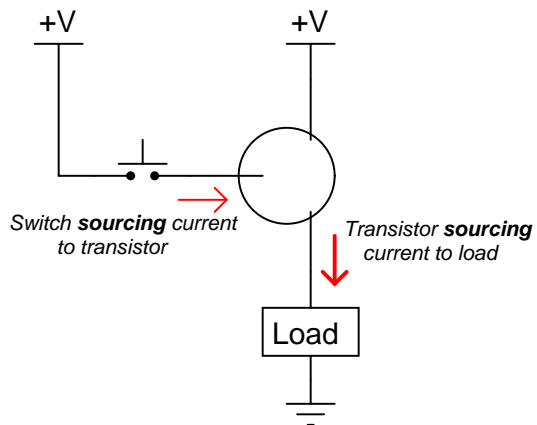 +V
+V
Switch sourcing current
to transistor
Transistor sourcing
current to load
Load